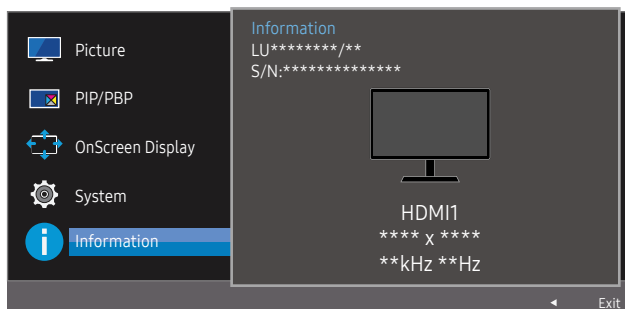 Picture
PIP/PBP
OnScreen Display
System
Information
Information
LU********/**
S/N:**************
HDMI1
**** x ****
**kHz **Hz
Exit